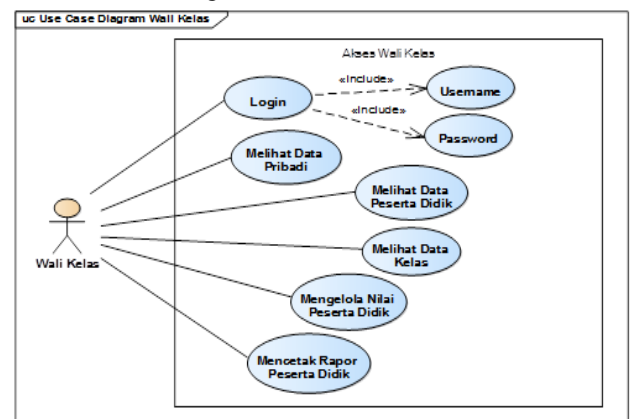 uc Use Case Diagram Wali Kelas
Akses Wali Kelas
Login
«include»
Username
«include»
Password
Melihat Data
Pribadi
Melihat Data
Peserta Didik
Wali Kelas
Melihat Data
Kelas
Mengelola Nilai
Peserta Didik
Mencetak Rapor
Peserta Didik